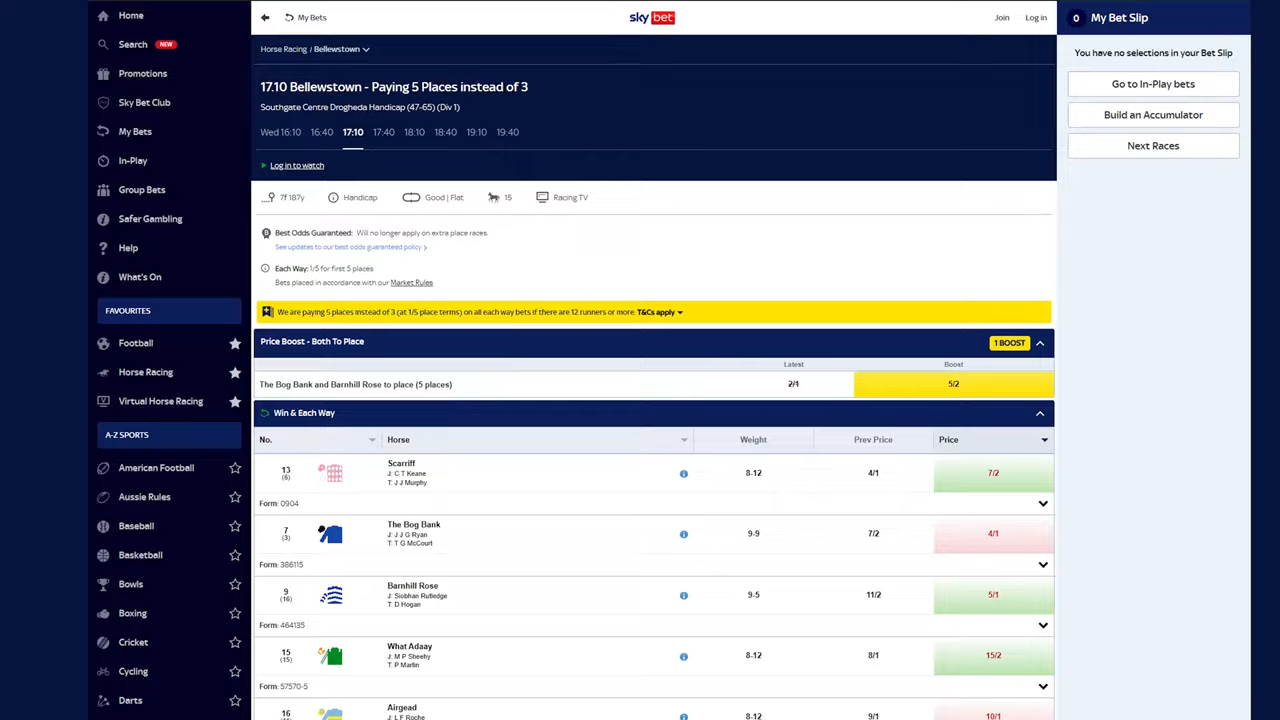 Home
Search NEW
Promotions
Sky Bet Club
My Bets
In-Play
Group Bets
Safer Gambling
Help
What's On
FAVOURITES
Football
Horse Racing
Virtual Horse Racing
A-Z SPORTS
American Football
Aussie Rules
Baseball
Basketball
Bowls
Boxing
Cricket
Cycling
Darts
My Bets
sky bet
Join Log in
Horse Racing / Bellewstown
17.10 Bellewstown - Paying 5 Places instead of 3
Southgate Centre Drogheda Handicap (47-65) (Div 1)
Wed 16:10 16:40 17:10 17:40 18:10 18:40 19:10 19:40
Log in to watch
7f 187y Handicap Good | Flat 15 Racing TV
Best Odds Guaranteed: Will no longer apply on extra place races.
See updates to our best odds guaranteed policy >
Each Way: 1/5 for first 5 places
Bets placed in accordance with our Market Rules
We are paying 5 places instead of 3 (at 1/5 place terms) on all each way bets if there are 12 runners or more. T&Cs apply
Price Boost - Both To Place 1 BOOST
Latest Boost
The Bog Bank and Barnhill Rose to place (5 places) 2/1 5/2
Win & Each Way
No. Horse Weight Prev Price Price
13 (6) Scarriff 8-12 4/1 7/2
J: C T Keane
T: J J Murphy
Form: 0904
7 (3) The Bog Bank 9-9 7/2 4/1
J: J J G Ryan
T: T G McCourt
Form: 386115
9 (16) Barnhill Rose 9-5 11/2 5/1
J: Siobhan Rutledge
T: D Hogan
Form: 464135
15 (15) What Adaay 8-12 8/1 15/2
J: M P Sheehy
T: P Martin
Form: 57570-5
16 Airgead 8-12 9/1 10/1
J: L F Roche
0 My Bet Slip
You have no selections in your Bet Slip
Go to In-Play bets
Build an Accumulator
Next Races